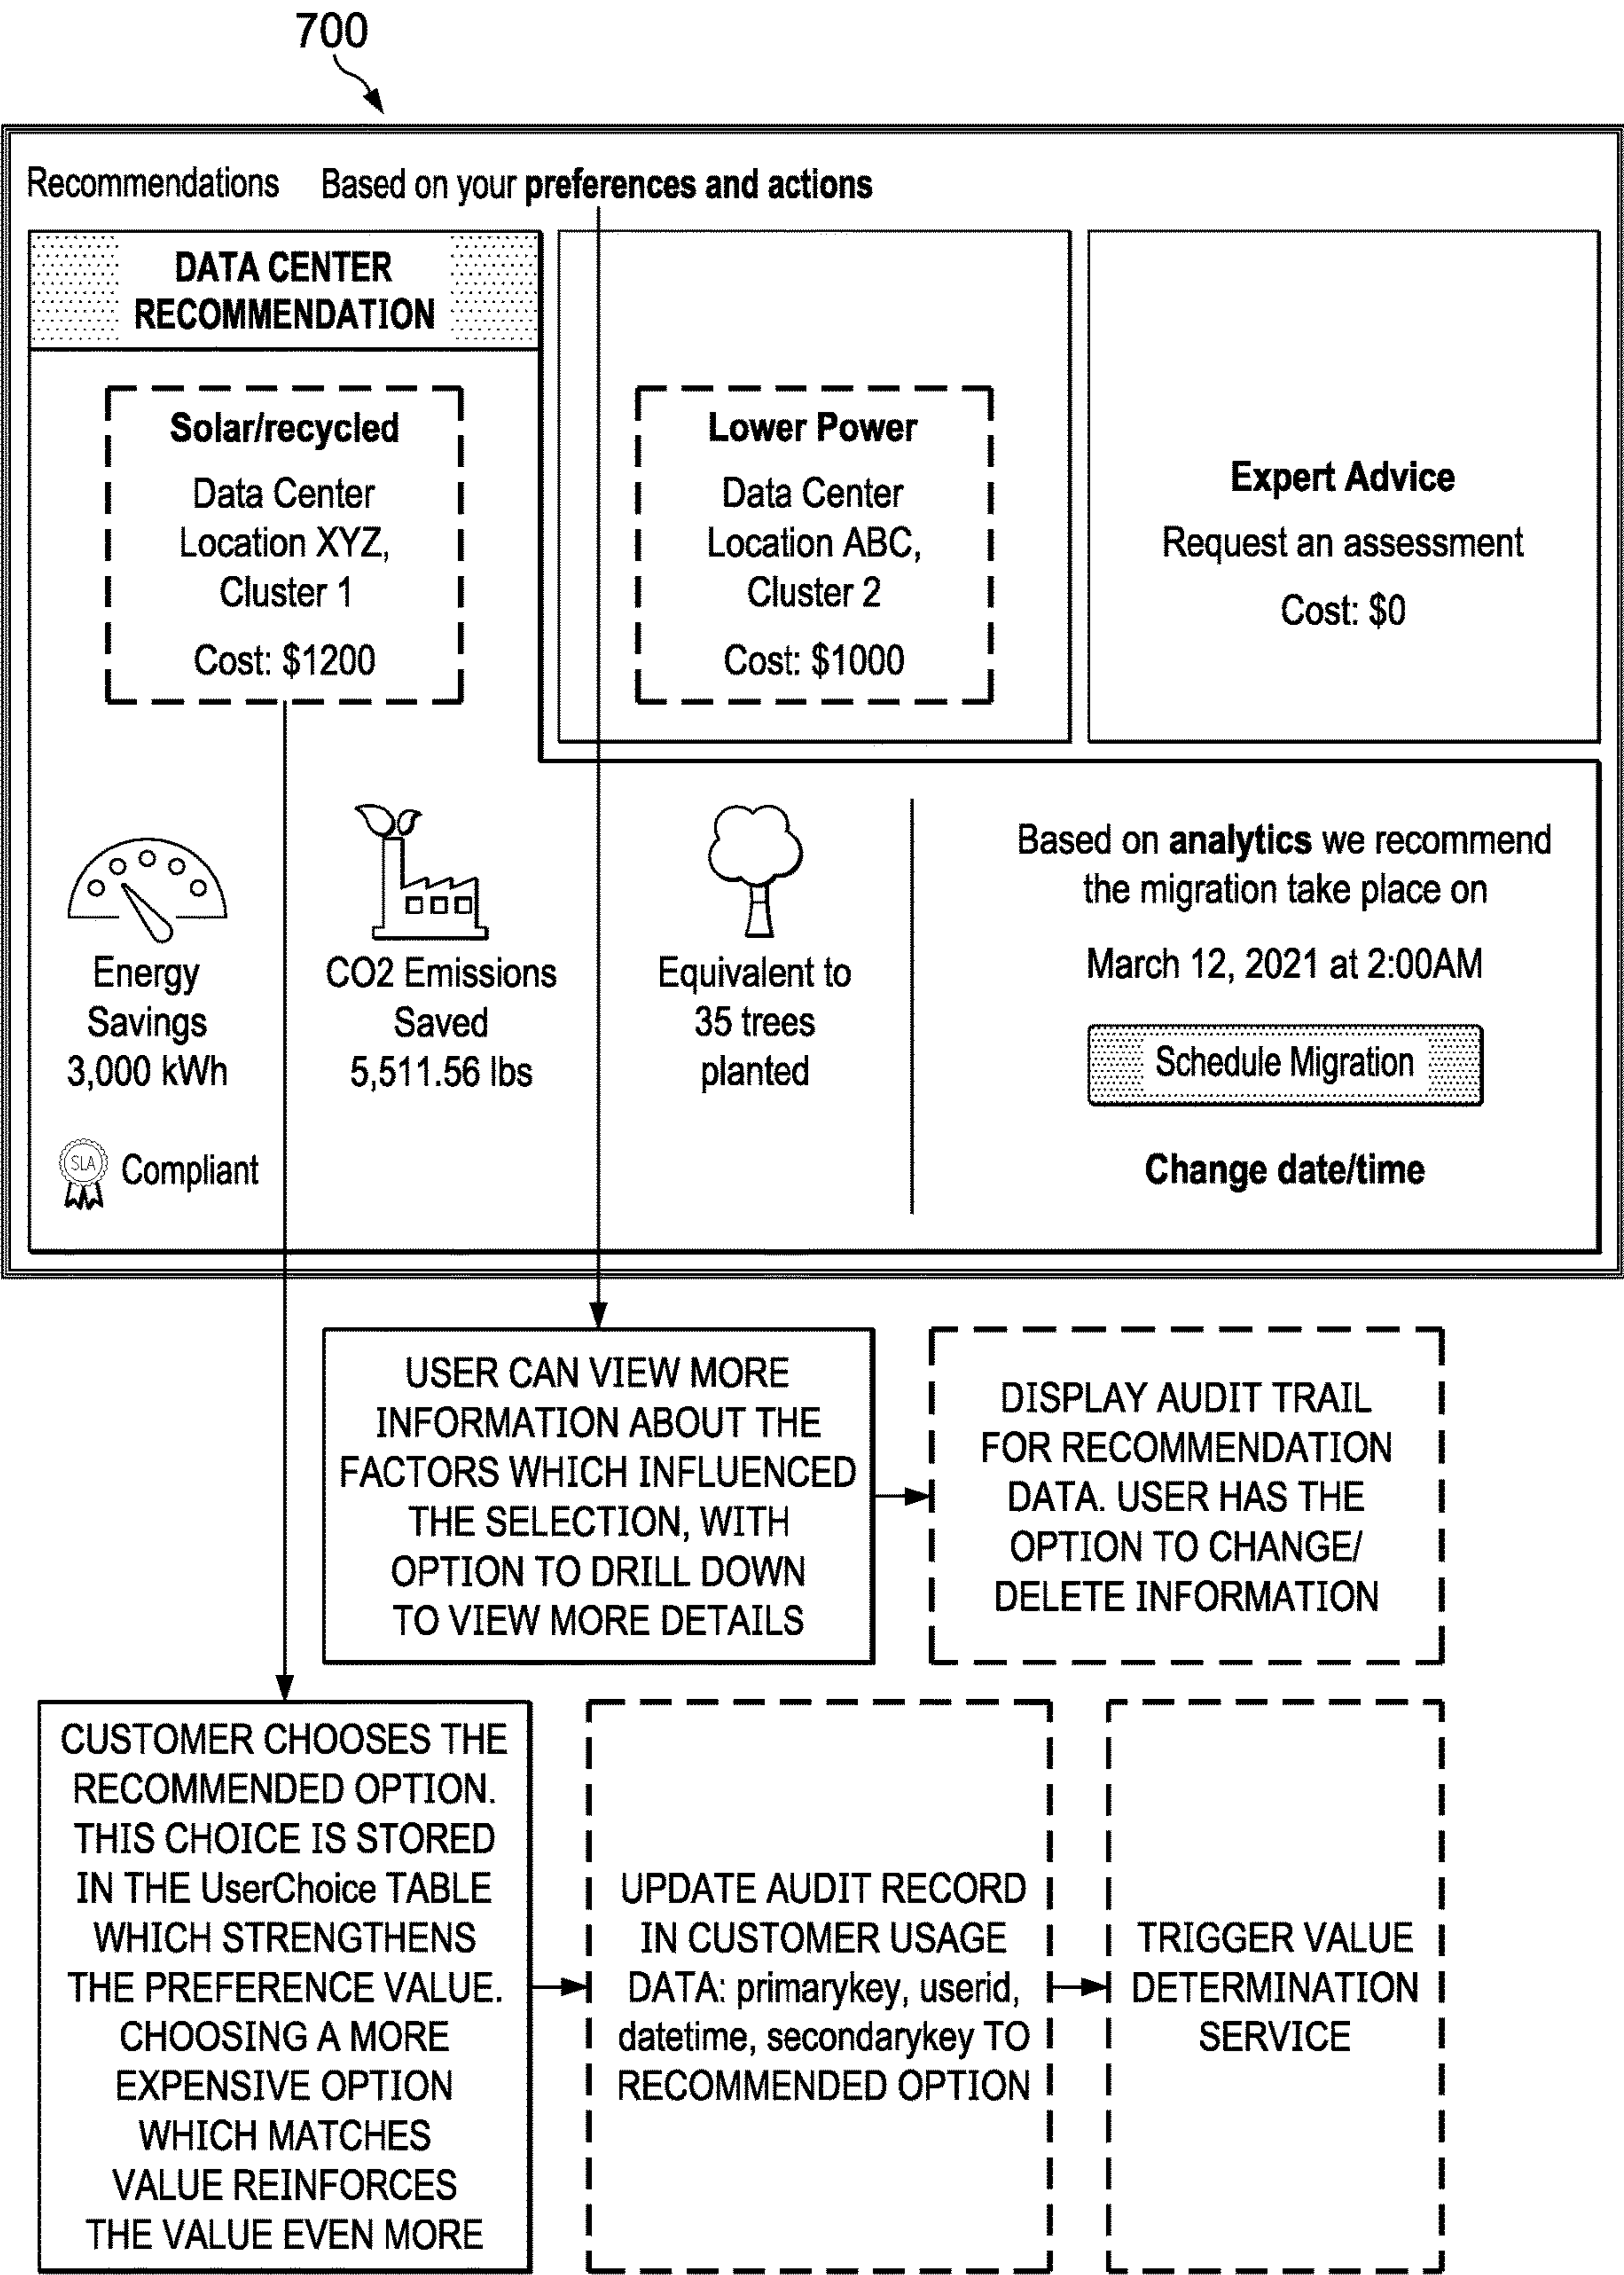 700
Recommendations Based on your preferences and actions
DATA CENTER
RECOMMENDATION
Solar/recycled
Data Center
Location XYZ,
Cluster 1
Cost: $1200
Lower Power
Data Center
Location ABC,
Cluster 2
Cost: $1000
Expert Advice
Request an assessment
Cost: $0
Energy
Savings
3,000 kWh
CO2 Emissions
Saved
5,511.56 lbs
Equivalent to
35 trees
planted
SLA Compliant
Based on analytics we recommend
the migration take place on
March 12, 2021 at 2:00AM
Schedule Migration
Change date/time
USER CAN VIEW MORE
INFORMATION ABOUT THE
FACTORS WHICH INFLUENCED
THE SELECTION, WITH
OPTION TO DRILL DOWN
TO VIEW MORE DETAILS
DISPLAY AUDIT TRAIL
FOR RECOMMENDATION
DATA. USER HAS THE
OPTION TO CHANGE/
DELETE INFORMATION
CUSTOMER CHOOSES THE
RECOMMENDED OPTION.
THIS CHOICE IS STORED
IN THE UserChoice TABLE
WHICH STRENGTHENS
THE PREFERENCE VALUE.
CHOOSING A MORE
EXPENSIVE OPTION
WHICH MATCHES
VALUE REINFORCES
THE VALUE EVEN MORE
UPDATE AUDIT RECORD
IN CUSTOMER USAGE
DATA: primarykey, userid,
datetime, secondarykey TO
RECOMMENDED OPTION
TRIGGER VALUE
DETERMINATION
SERVICE